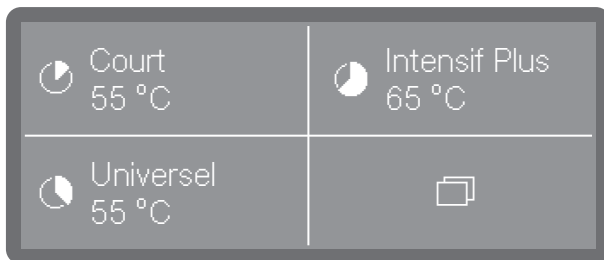 Court
55 °C
Intensif Plus
65 °C
Universel
55 °C